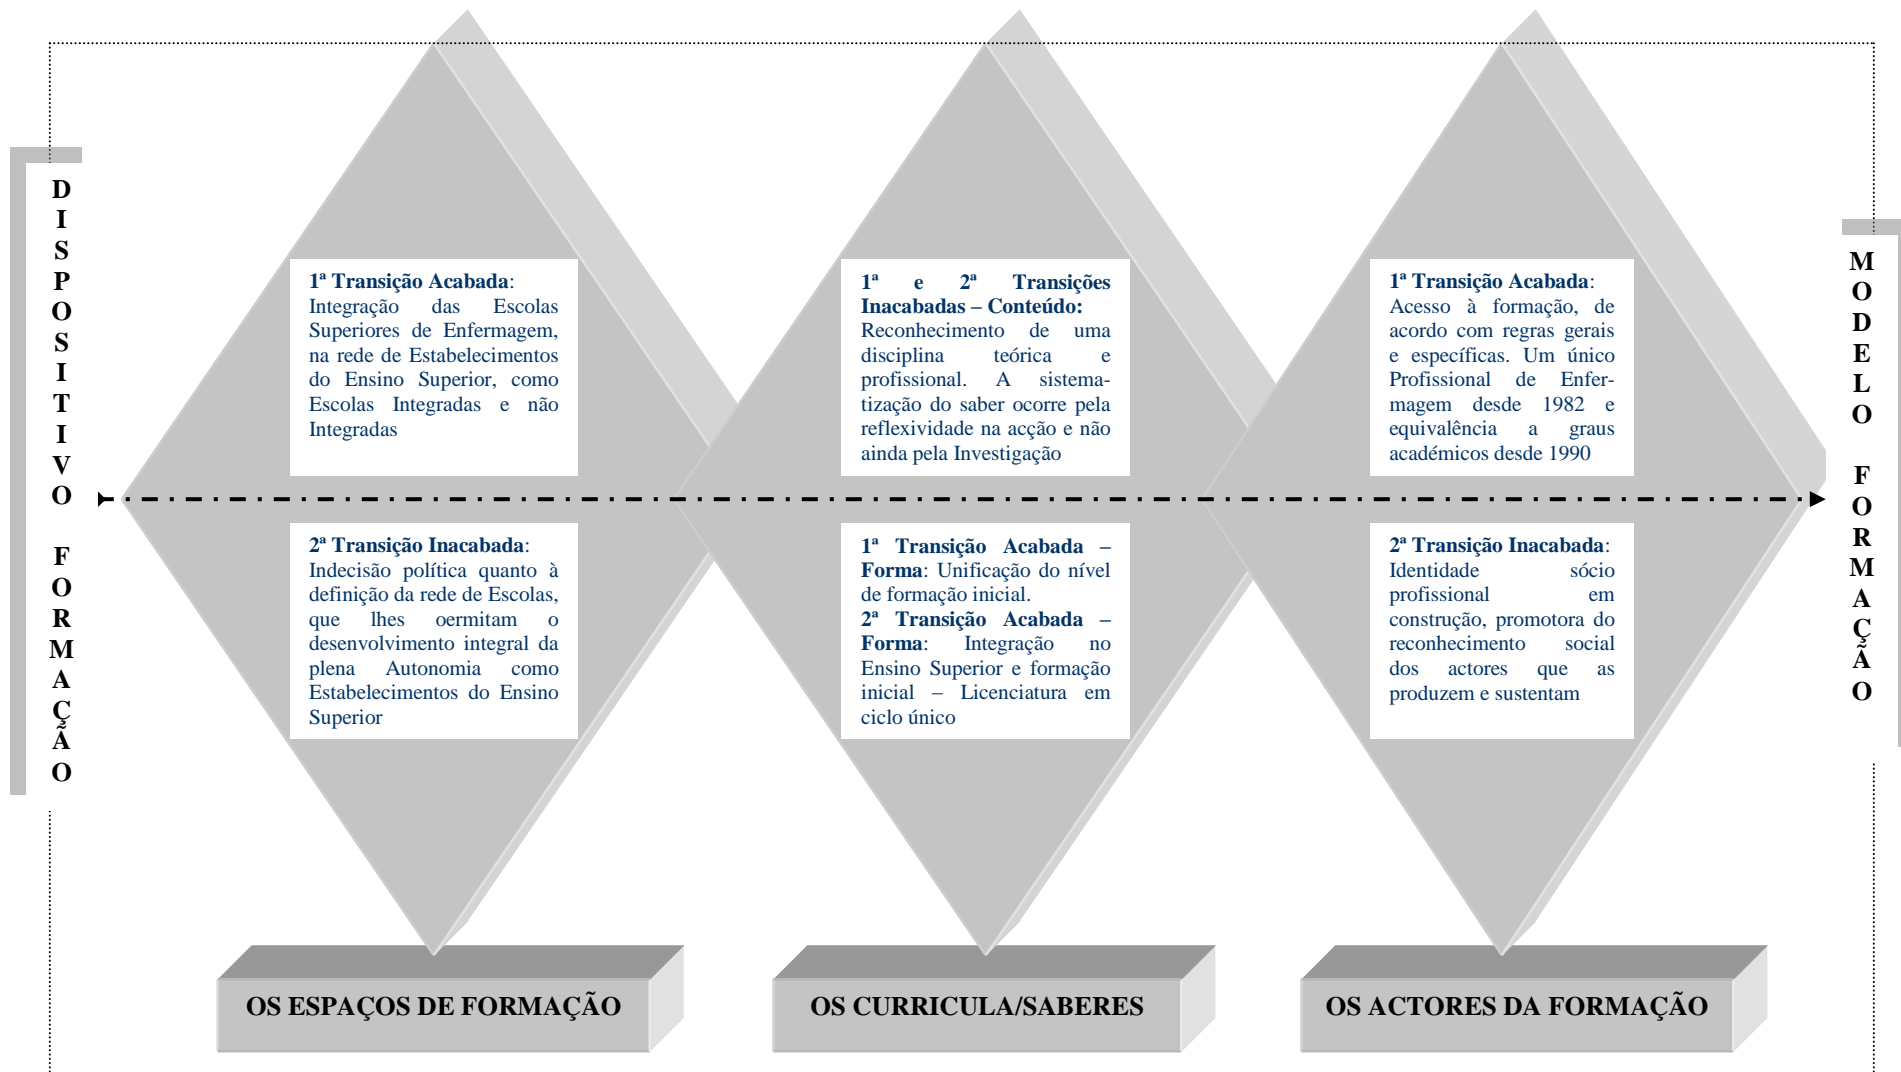 DISPOSITIVO FORMAÇÃO
1ª Transição Acabada:
Integração das Escolas
Superiores de Enfermagem,
na rede de Estabelecimentos
do Ensino Superior, como
Escolas Integradas e não
Integradas
2ª Transição Inacabada:
Indecisão política quanto à
definição da rede de Escolas,
que lhes oermitam o
desenvolvimento integral da
plena Autonomia como
Estabelecimentos do Ensino
Superior
OS ESPAÇOS DE FORMAÇÃO
1ª e 2ª Transições
Inacabadas – Conteúdo:
Reconhecimento de uma
disciplina teórica e
profissional. A sistema-
tização do saber ocorre pela
reflexividade na acção e não
ainda pela Investigação
1ª Transição Acabada –
Forma: Unificação do nível
de formação inicial.
2ª Transição Acabada –
Forma: Integração no
Ensino Superior e formação
inicial – Licenciatura em
ciclo único
OS CURRICULA/SABERES
1ª Transição Acabada:
Acesso à formação, de
acordo com regras gerais
e específicas. Um único
Profissional de Enfer-
magem desde 1982 e
equivalência a graus
académicos desde 1990
2ª Transição Inacabada:
Identidade sócio
profissional em
construção, promotora do
reconhecimento social
dos actores que as
produzem e sustentam
OS ACTORES DA FORMAÇÃO
MODELO FORMAÇÃO